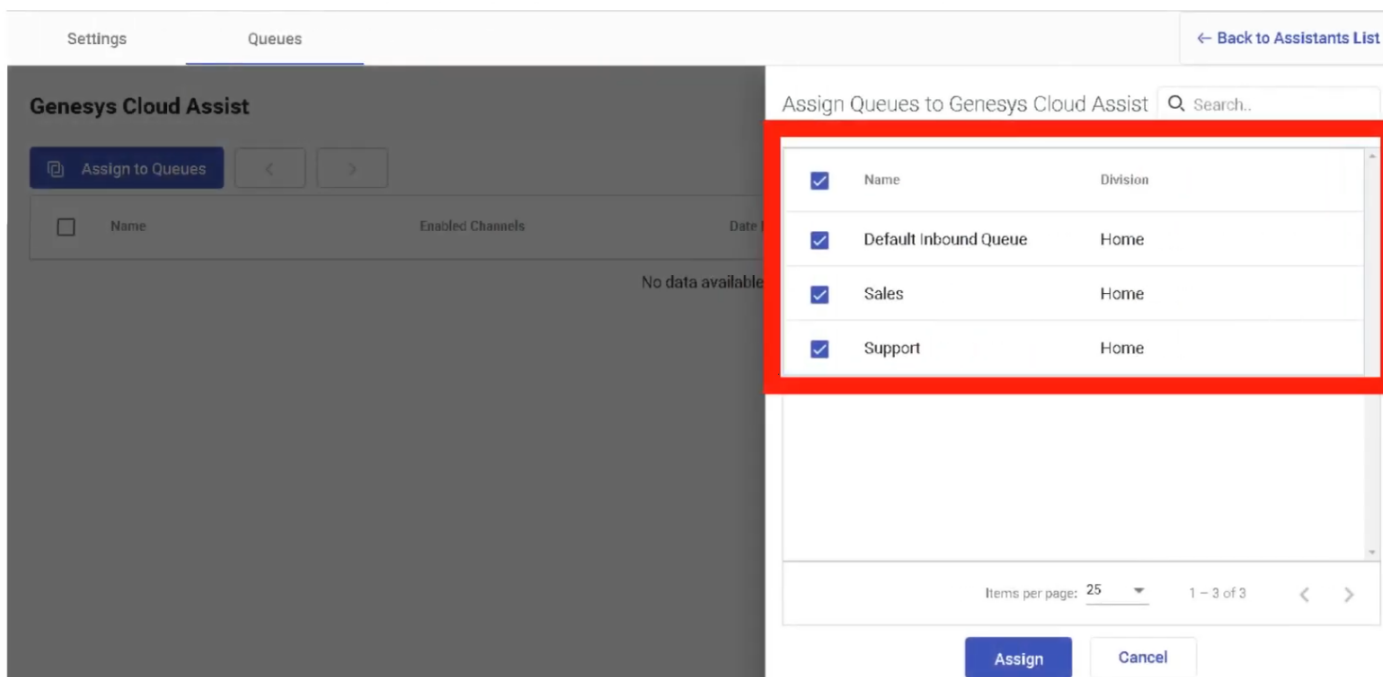 Settings Queues ← Back to Assistants List
Genesys Cloud Assist
Assign to Queues
Name Enabled Channels Date
No data available
Assign Queues to Genesys Cloud Assist Search..
Name Division
Default Inbound Queue Home
Sales Home
Support Home
Items per page: 25 1 – 3 of 3
Assign Cancel